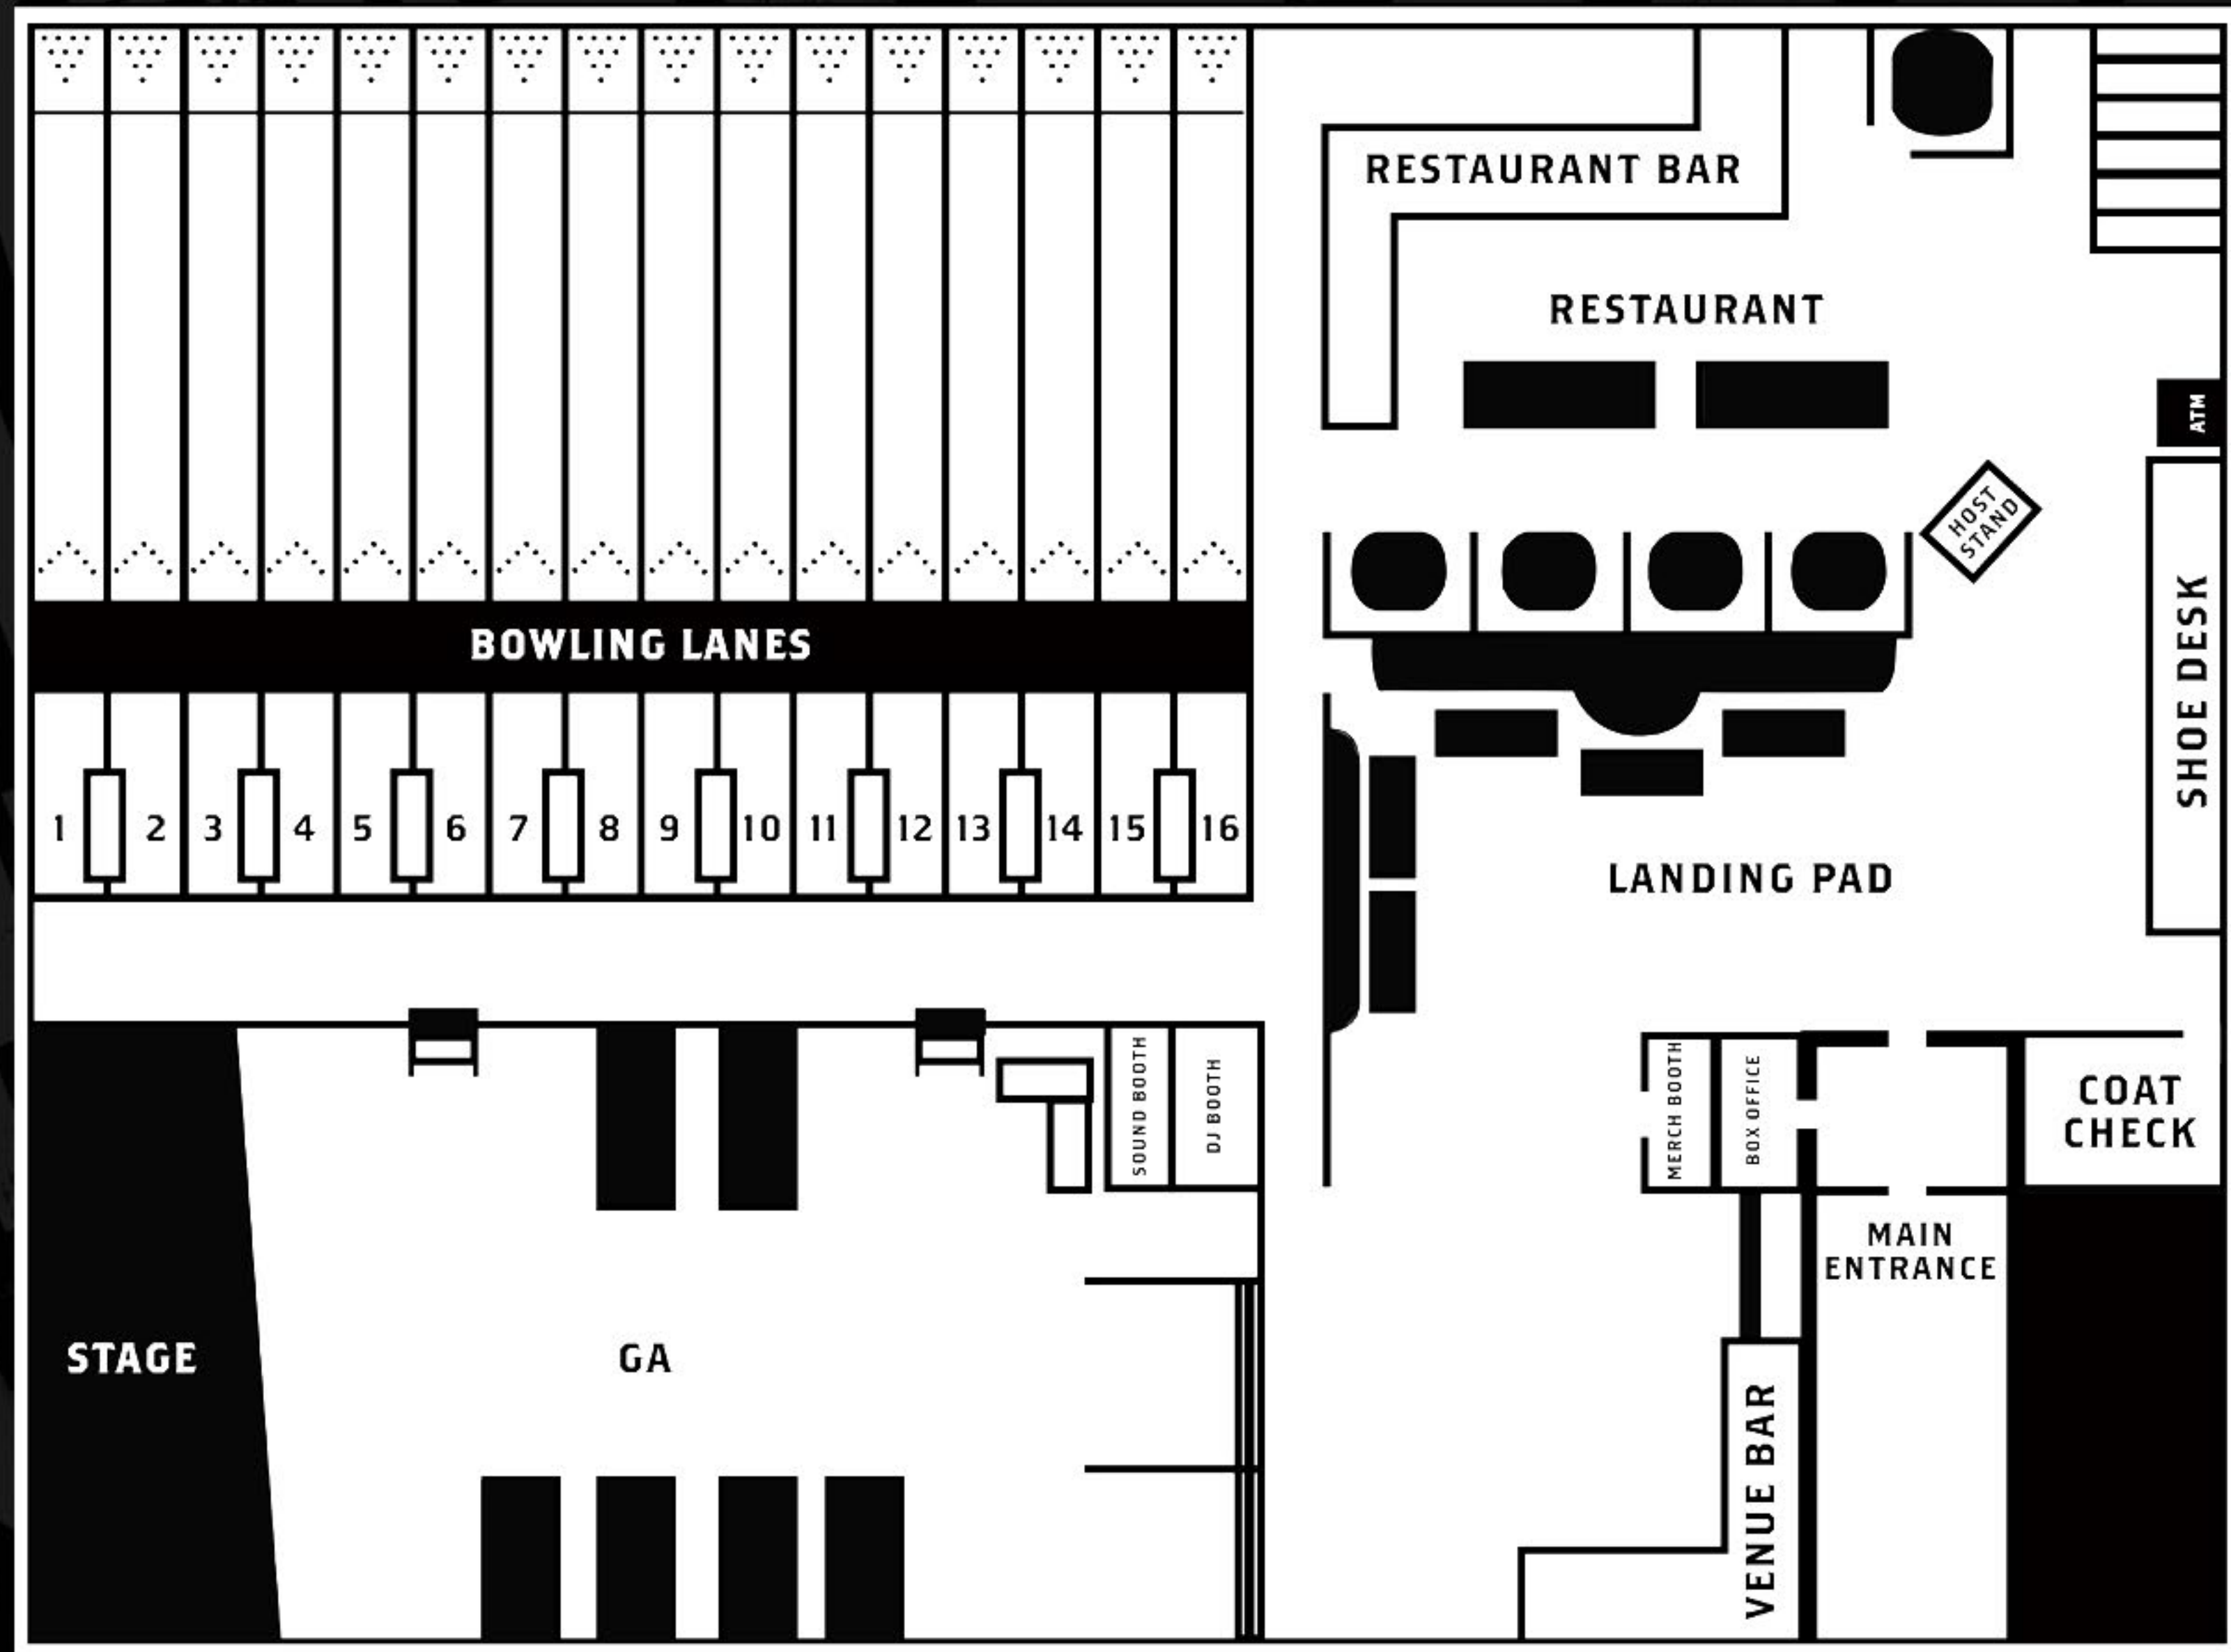 RESTAURANT BAR
RESTAURANT
ATM
HOST
STAND
SHOE DESK
BOWLING LANES
1 2 3 4 5 6 7 8 9 10 11 12 13 14 15 16
LANDING PAD
SOUND BOOTH
DJ BOOTH
MERCH BOOTH
BOX OFFICE
COAT
CHECK
MAIN
ENTRANCE
STAGE
GA
VENUE BAR